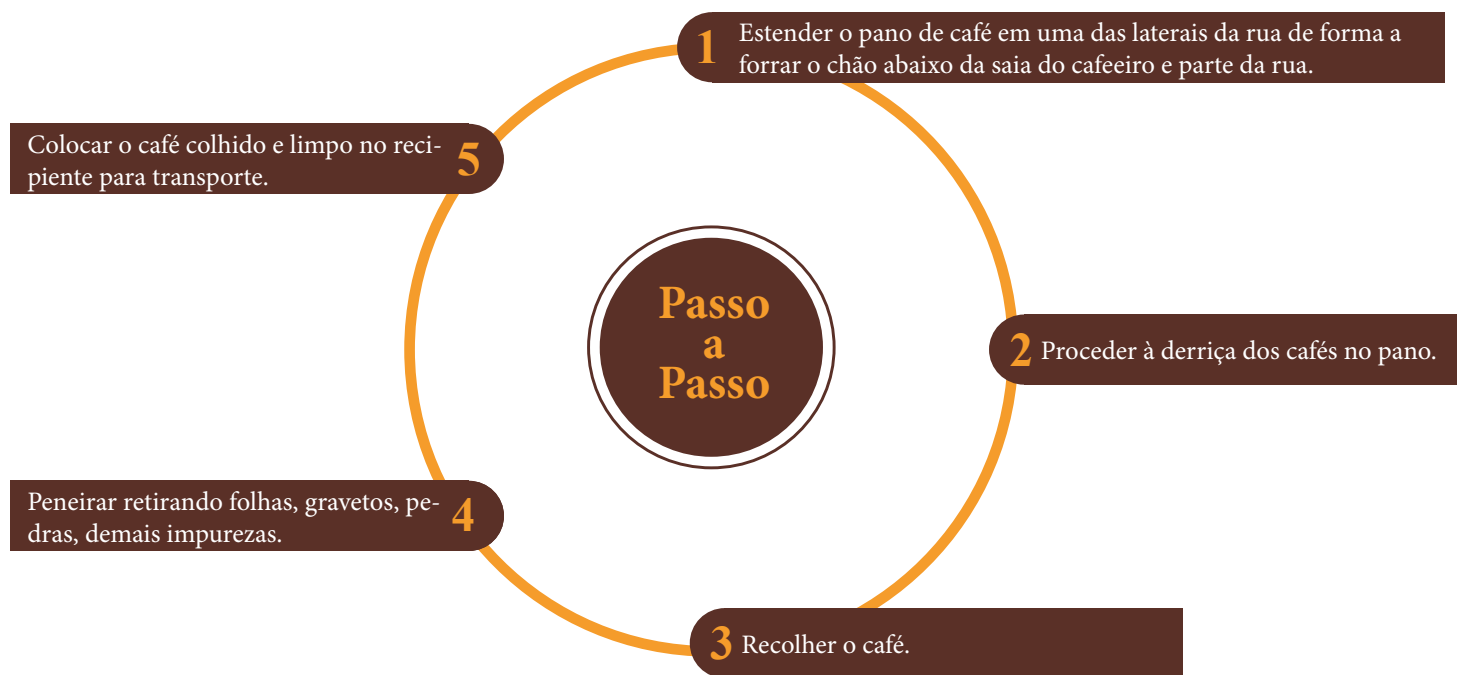 1
Estender o pano de café em uma das laterais da rua de forma a
forrar o chão abaixo da saia do cafeeiro e parte da rua.
2
Proceder à derriça dos cafés no pano.
3
Recolher o café.
4
Peneirar retirando folhas, gravetos, pe-
dras, demais impurezas.
5
Colocar o café colhido e limpo no reci-
piente para transporte.
Passo
a
Passo